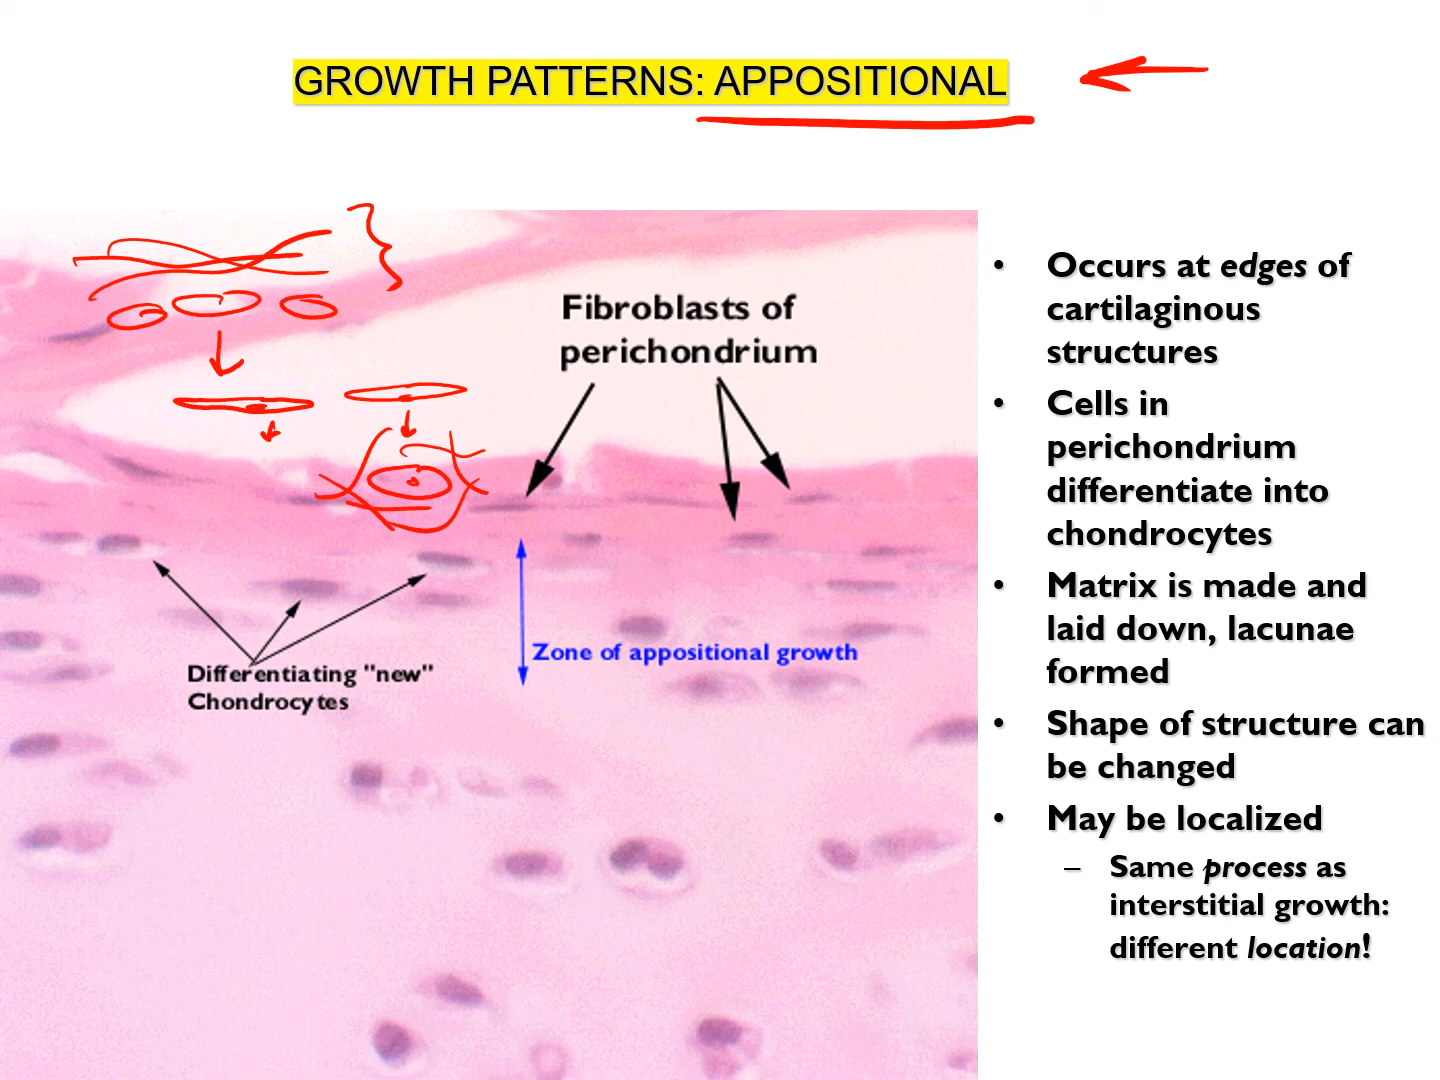 GROWTH PATTERNS: APPOSITIONAL
Fibroblasts of
perichondrium
Differentiating "new"
Chondrocytes
Zone of appositional growth
• Occurs at edges of
cartilaginous
structures
• Cells in
perichondrium
differentiate into
chondrocytes
• Matrix is made and
laid down, lacunae
formed
• Shape of structure can
be changed
• May be localized
– Same process as
interstitial growth:
different location!